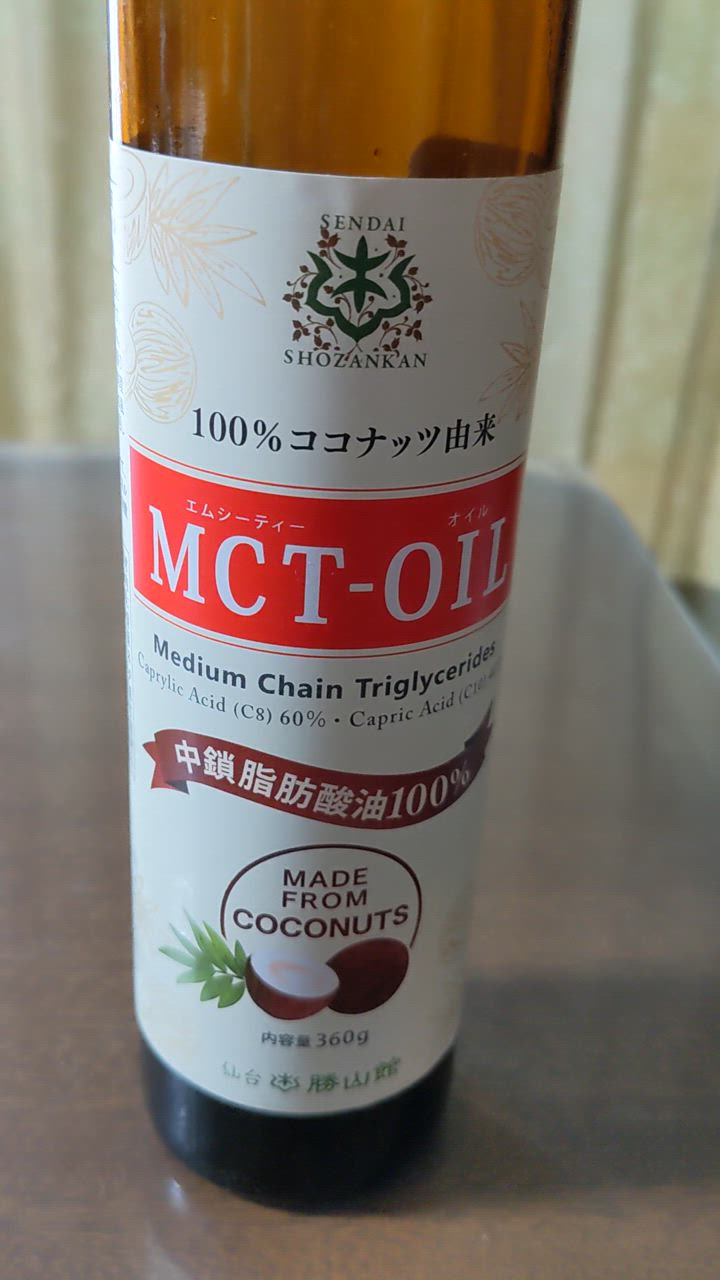 SENDAI
SHOZANKAN
100%ココナッツ由来
エムシーティー オイル
MCT-OIL
Medium Chain Triglycerides
Caprylic Acid (C8) 60%・Capric Acid (C10)
中鎖脂肪酸油100%
MADE
FROM
COCONUTS
内容量360g
仙台 勝山館